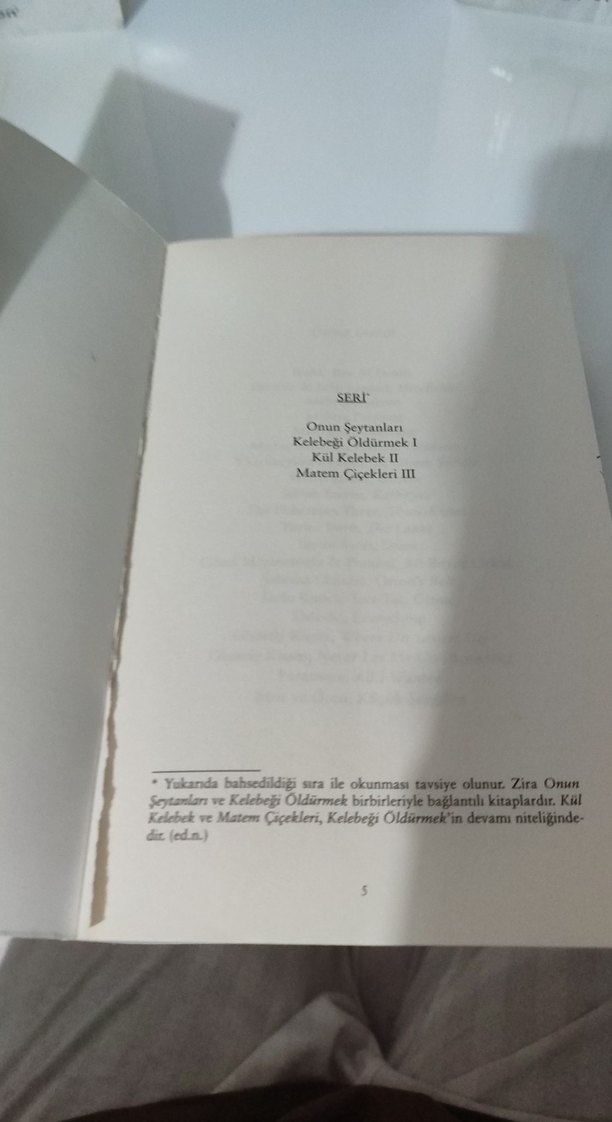 SERİ*
Onun Şeytanları
Kelebeği Öldürmek I
Kül Kelebek II
Matem Çiçekleri III
* Yukarıda bahsedildiği sıra ile okunması tavsiye olunur. Zira Onun
Şeytanları ve Kelebeği Öldürmek birbirleriyle bağlantılı kitaplardır. Kül
Kelebek ve Matem Çiçekleri, Kelebeği Öldürmek'in devamı niteliğinde-
dir. (ed.n.)
5